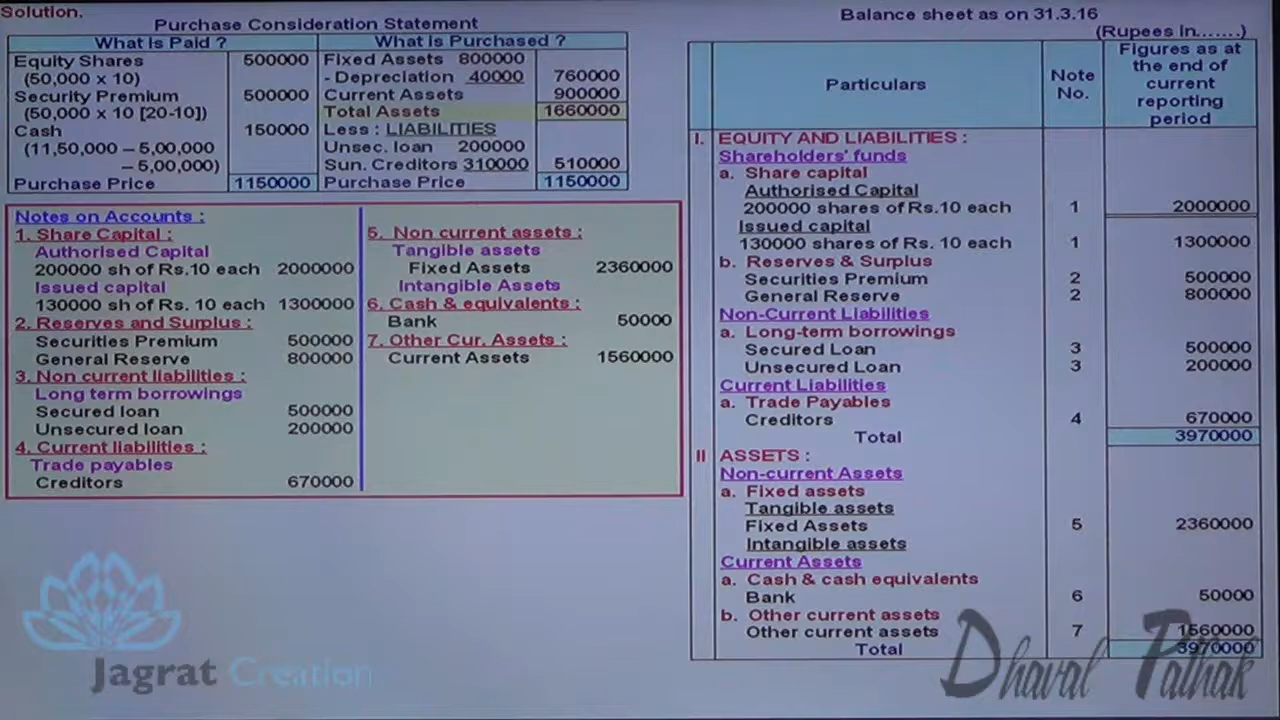 Solution.
Purchase Consideration Statement
What is Paid ? What is Purchased ?
Equity Shares 500000 Fixed Assets 800000
(50,000 x 10) - Depreciation 40000 760000
Security Premium 500000 Current Assets 900000
(50,000 x 10 [20-10]) Total Assets 1660000
Cash 150000 Less : LIABILITIES
(11,50,000 – 5,00,000 Unsec. loan 200000
– 5,00,000) Sun. Creditors 310000 510000
Purchase Price 1150000 Purchase Price 1150000
Notes on Accounts :
1. Share Capital :
Authorised Capital
200000 sh of Rs.10 each 2000000
Issued capital
130000 sh of Rs. 10 each 1300000
2. Reserves and Surplus :
Securities Premium 500000
General Reserve 800000
3. Non current liabilities :
Long term borrowings
Secured loan 500000
Unsecured loan 200000
4. Current liabilities :
Trade payables
Creditors 670000
5. Non current assets :
Tangible assets
Fixed Assets 2360000
Intangible Assets
6. Cash & equivalents :
Bank 50000
7. Other Cur. Assets :
Current Assets 1560000
Balance sheet as on 31.3.16
(Rupees in.......)
Particulars Note No. Figures as at the end of current reporting period
I. EQUITY AND LIABILITIES :
Shareholders' funds
a. Share capital
Authorised Capital
200000 shares of Rs.10 each 1 2000000
Issued capital
130000 shares of Rs. 10 each 1 1300000
b. Reserves & Surplus
Securities Premium 2 500000
General Reserve 2 800000
Non-Current Liabilities
a. Long-term borrowings
Secured Loan 3 500000
Unsecured Loan 3 200000
Current Liabilities
a. Trade Payables
Creditors 4 670000
Total 3970000
II ASSETS :
Non-current Assets
a. Fixed assets
Tangible assets
Fixed Assets 5 2360000
Intangible assets
Current Assets
a. Cash & cash equivalents
Bank 6 50000
b. Other current assets
Other current assets 7 1560000
Total 3970000
Jagrat Creation
Dhaval Pathak